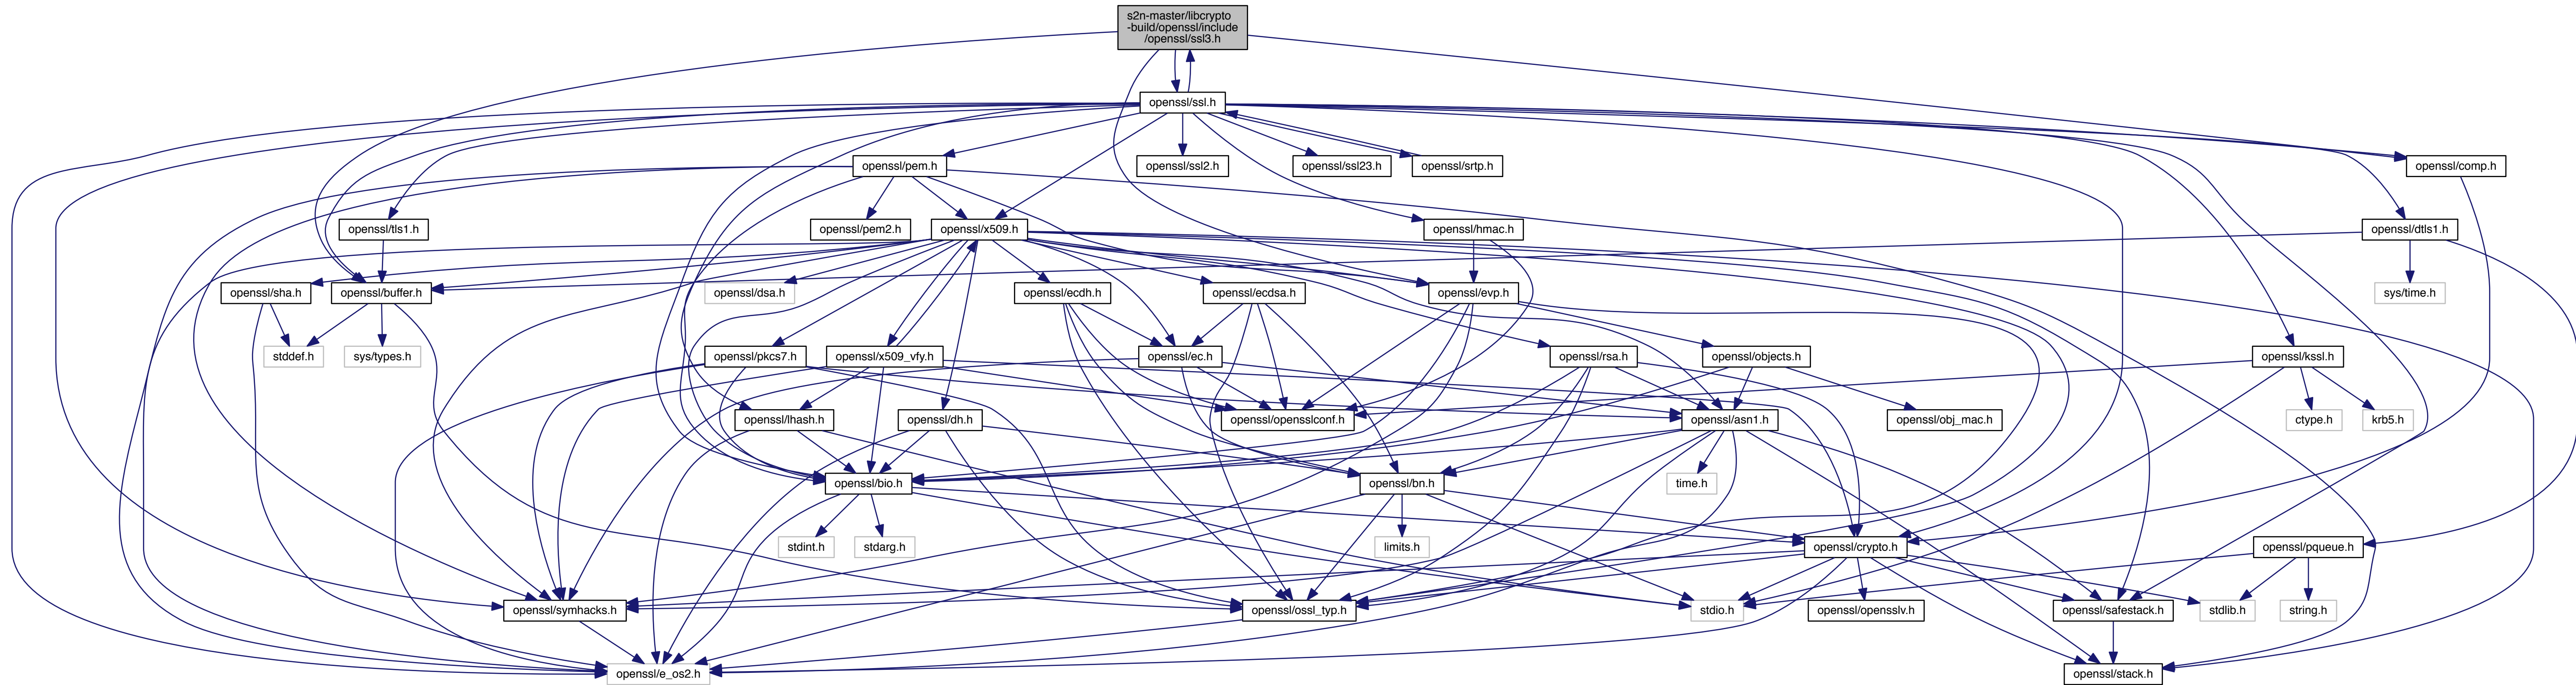 s2n-master/libcrypto
-build/openssl/include
/openssl/ssl3.h
openssl/ssl.h
openssl/pem.h
openssl/ssl2.h
openssl/ssl23.h
openssl/srtp.h
openssl/comp.h
openssl/tls1.h
openssl/pem2.h
openssl/x509.h
openssl/hmac.h
openssl/dtls1.h
openssl/sha.h
openssl/buffer.h
openssl/dsa.h
openssl/ecdh.h
openssl/ecdsa.h
openssl/evp.h
sys/time.h
stddef.h
sys/types.h
openssl/pkcs7.h
openssl/x509_vfy.h
openssl/ec.h
openssl/rsa.h
openssl/objects.h
openssl/kssl.h
openssl/lhash.h
openssl/dh.h
openssl/opensslconf.h
openssl/asn1.h
openssl/obj_mac.h
ctype.h
krb5.h
openssl/bio.h
openssl/bn.h
time.h
stdint.h
stdarg.h
limits.h
openssl/crypto.h
openssl/pqueue.h
openssl/symhacks.h
openssl/ossl_typ.h
stdio.h
openssl/opensslv.h
openssl/safestack.h
stdlib.h
string.h
openssl/e_os2.h
openssl/stack.h